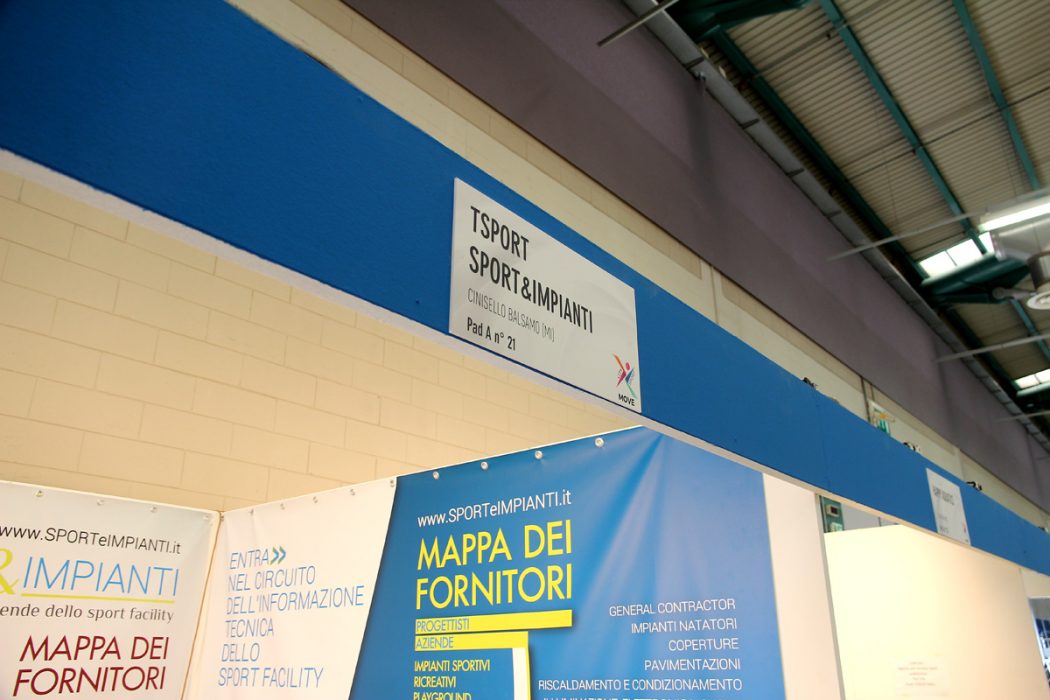 TSPORT
SPORT&IMPIANTI
CINISELLO BALSAMO (MI)
Pad A n° 21
MOVE
www.SPORTeIMPIANTI.it
&IMPIANTI
ende dello sport facility
MAPPA DEI
FORNITORI
ENTRA>>
NEL CIRCUITO
DELL'INFORMAZIONE
TECNICA
DELLO
SPORT FACILITY
www.SPORTeIMPIANTI.it
MAPPA DEI
FORNITORI
PROGETTISTI
AZIENDE
IMPIANTI SPORTIVI
RICREATIVI
PLAYGROUND
GENERAL CONTRACTOR
IMPIANTI NATATORI
COPERTURE
PAVIMENTAZIONI
RISCALDAMENTO E CONDIZIONAMENTO